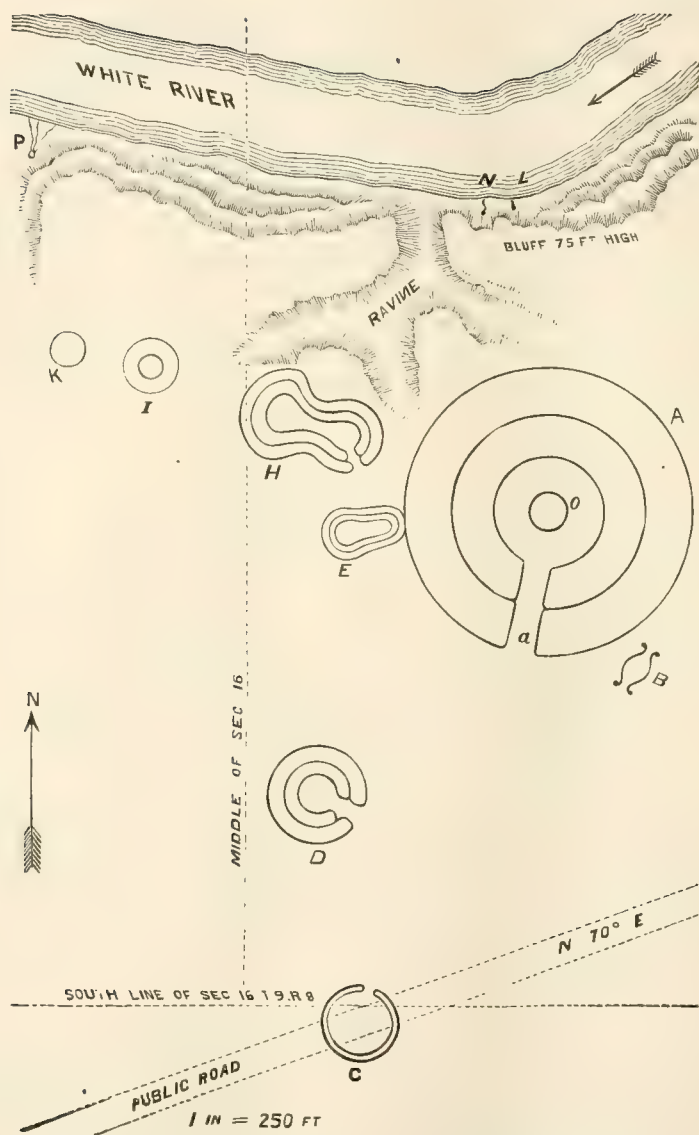 WHITE RIVER
P
N L
BLUFF 75 FT HIGH
RAVINE
K
I
H
A
O
E
a
B
N
MIDDLE OF SEC 16
D
N 70° E
SOUTH LINE OF SEC 16 T 9. R 8
C
PUBLIC ROAD
1 IN = 250 FT